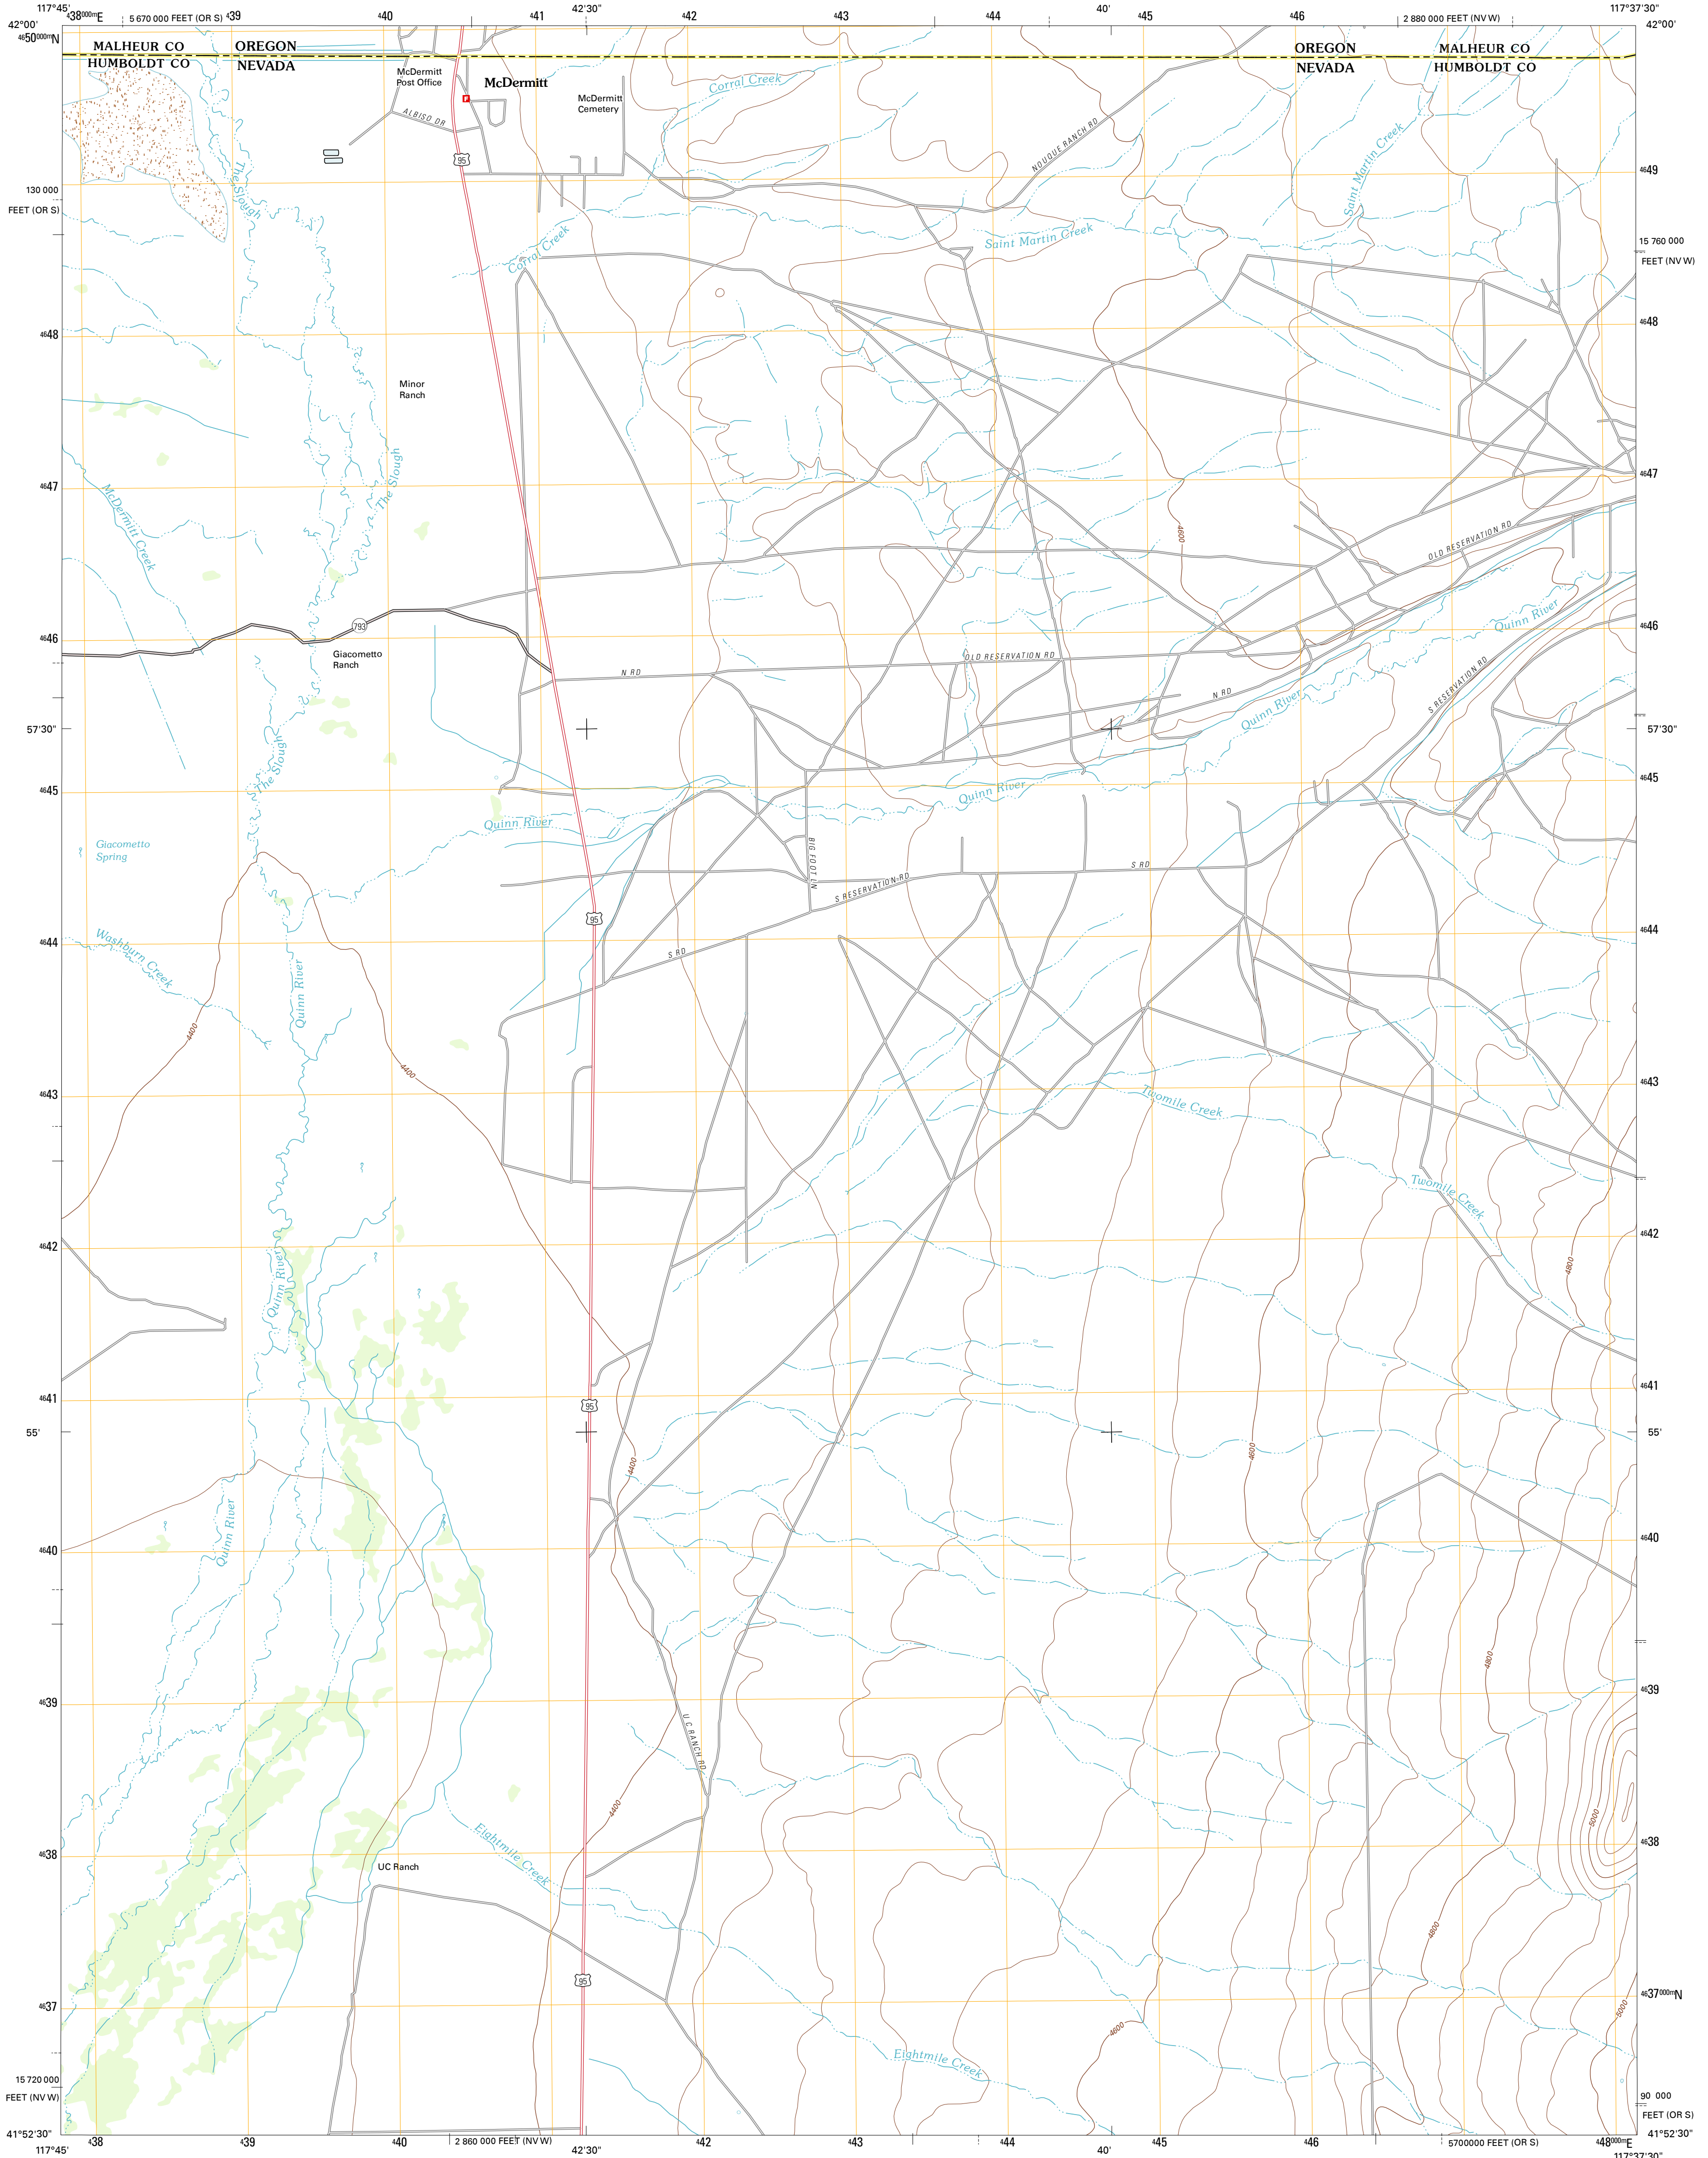 117°45'
⁴38⁰⁰⁰ᵐE
5 670 000 FEET (OR S)
⁴39
⁴40
⁴41
42'30"
⁴42
⁴43
⁴44
40'
⁴45
⁴46
2 880 000 FEET (NV W)
117°37'30"
42°00'
42°00'
⁴⁶50⁰⁰⁰ᵐN
MALHEUR CO
OREGON
HUMBOLDT CO
NEVADA
OREGON
MALHEUR CO
NEVADA
HUMBOLDT CO
McDermitt
Post Office
McDermitt
McDermitt
Cemetery
Corral Creek
P
ALBISO DR
NOUQUE RANCH RD
Saint Martin Creek
95
The Slough
⁴⁶49
130 000
FEET (OR S)
Corral Creek
Saint Martin Creek
15 760 000
FEET (NV W)
⁴⁶48
⁴⁶48
Minor
Ranch
The Slough
⁴⁶47
⁴⁶47
McDermitt Creek
4600
OLD RESERVATION RD
Quinn River
793
⁴⁶46
⁴⁶46
Giacometto
Ranch
N RD
OLD RESERVATION RD
S RESERVATION RD
N RD
Quinn River
57'30"
57'30"
The Slough
⁴⁶45
⁴⁶45
Quinn River
Quinn River
Giacometto
Spring
BIG FOOT LN
S RD
S RESERVATION RD
95
Washburn Creek
⁴⁶44
⁴⁶44
S RD
Quinn River
4400
4400
⁴⁶43
⁴⁶43
Twomile Creek
Twomile Creek
⁴⁶42
⁴⁶42
Quinn River
4800
⁴⁶41
⁴⁶41
95
55'
55'
4400
4600
Quinn River
⁴⁶40
⁴⁶40
4800
⁴⁶39
⁴⁶39
U C RANCH RD
4400
5000
Eightmile Creek
⁴⁶38
⁴⁶38
UC Ranch
4800
95
⁴⁶37
⁴⁶37⁰⁰⁰ᵐN
5000
4600
Eightmile Creek
15 720 000
FEET (NV W)
90 000
FEET (OR S)
41°52'30"
41°52'30"
117°45'
⁴38
⁴39
⁴40
2 860 000 FEET (NV W)
42'30"
⁴42
⁴43
⁴44
40'
⁴45
⁴46
5700000 FEET (OR S)
⁴48⁰⁰⁰ᵐE
117°37'30"